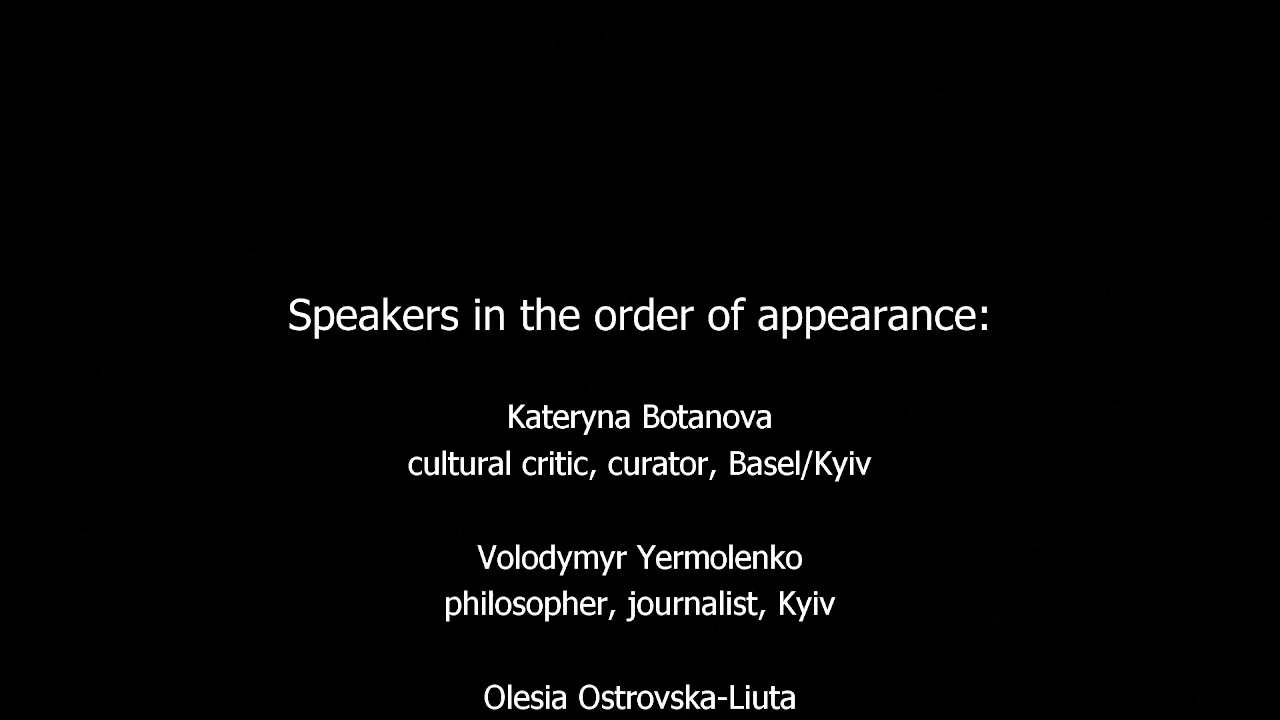 Speakers in the order of appearance:
Kateryna Botanova
cultural critic, curator, Basel/Kyiv
Volodymyr Yermolenko
philosopher, journalist, Kyiv
Olesia Ostrovska-Liuta